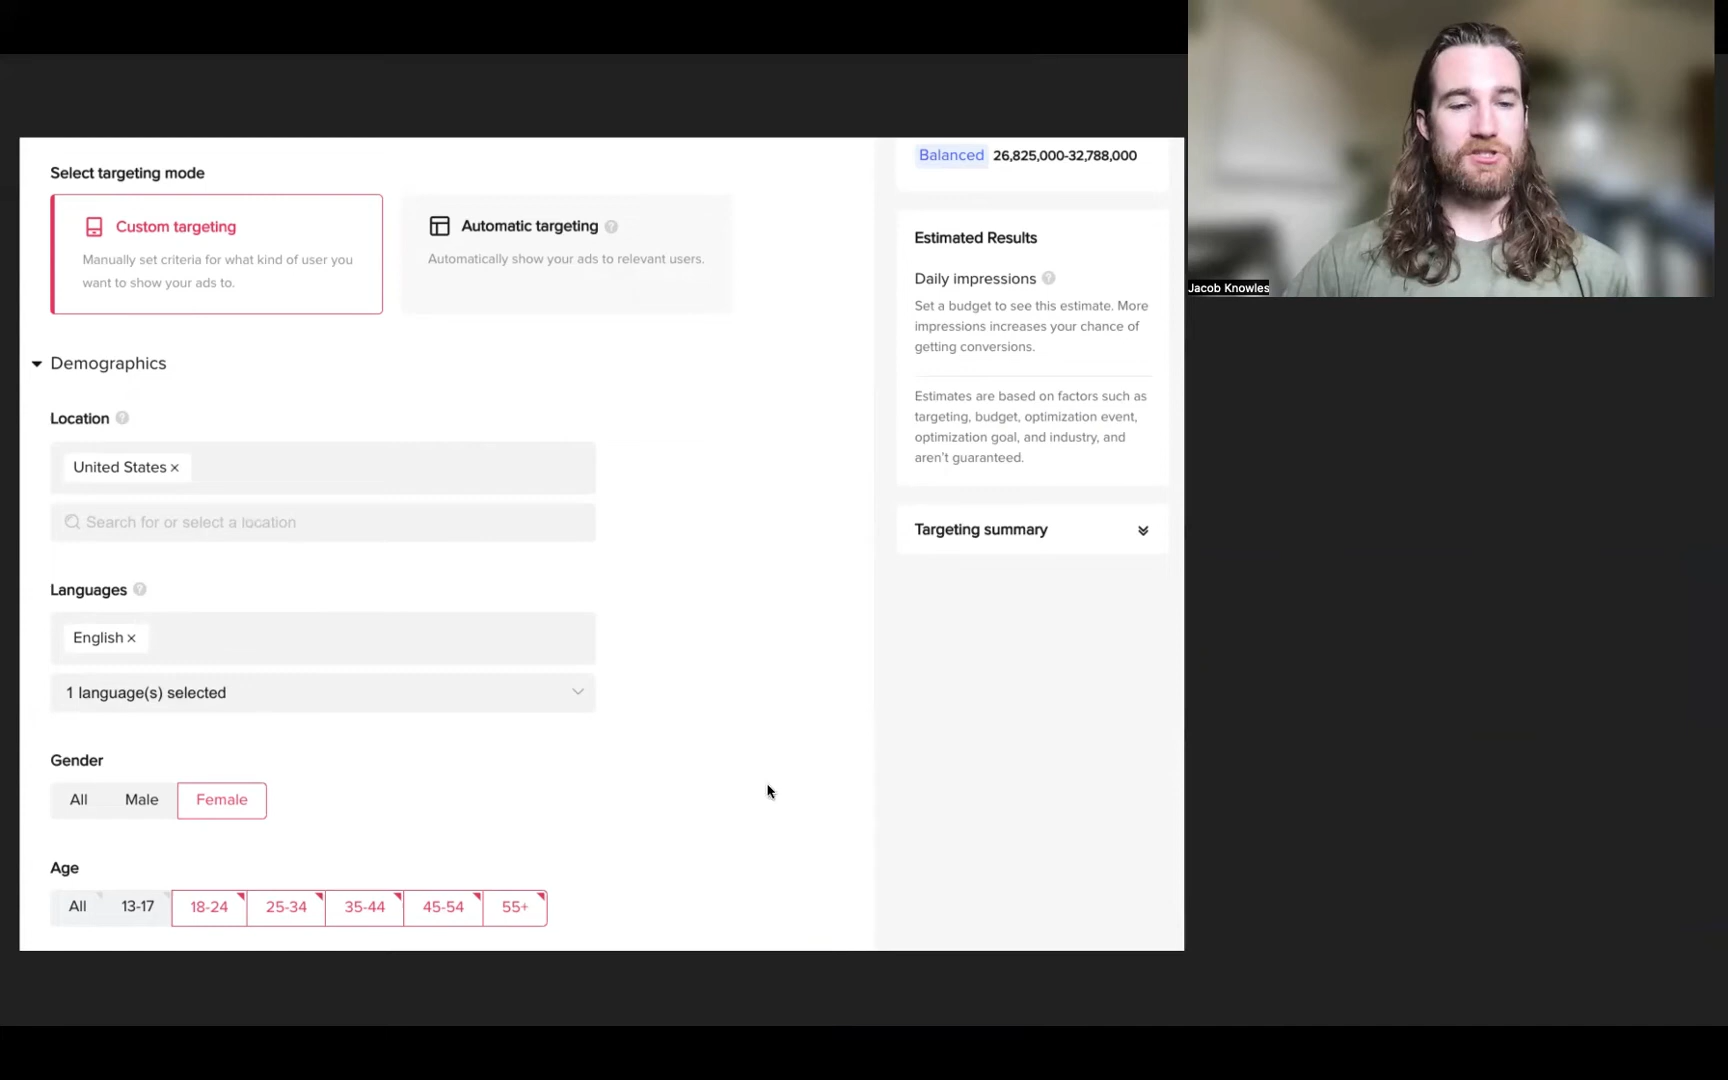 Select targeting mode
Custom targeting
Manually set criteria for what kind of user you
want to show your ads to.
Automatic targeting
Automatically show your ads to relevant users.
Demographics
Location
United States ×
Search for or select a location
Languages
English ×
1 language(s) selected
Gender
All Male Female
Age
All 13-17 18-24 25-34 35-44 45-54 55+
Balanced 26,825,000-32,788,000
Estimated Results
Daily impressions
Set a budget to see this estimate. More
impressions increases your chance of
getting conversions.
Estimates are based on factors such as
targeting, budget, optimization event,
optimization goal, and industry, and
aren't guaranteed.
Targeting summary
Jacob Knowles